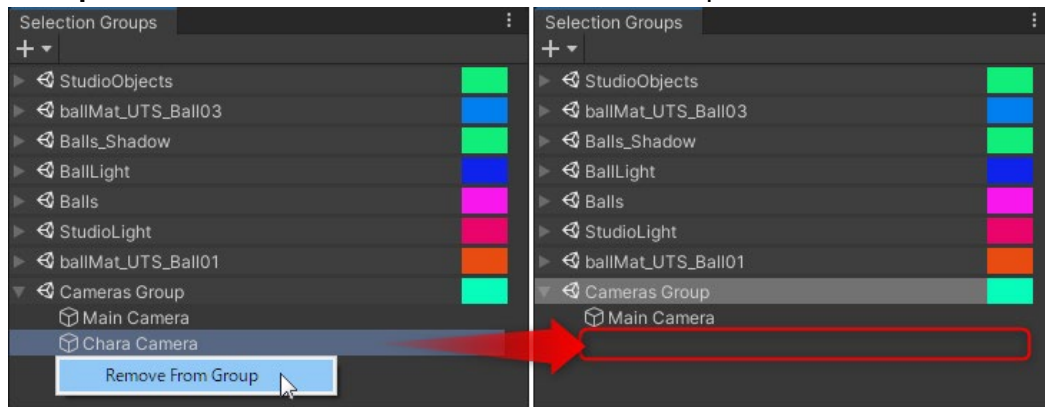 Selection Groups
StudioObjects
ballMat_UTS_Ball03
Balls_Shadow
BallLight
Balls
StudioLight
ballMat_UTS_Ball01
Cameras Group
Main Camera
Chara Camera
Remove From Group
Selection Groups
StudioObjects
ballMat_UTS_Ball03
Balls_Shadow
BallLight
Balls
StudioLight
ballMat_UTS_Ball01
Cameras Group
Main Camera